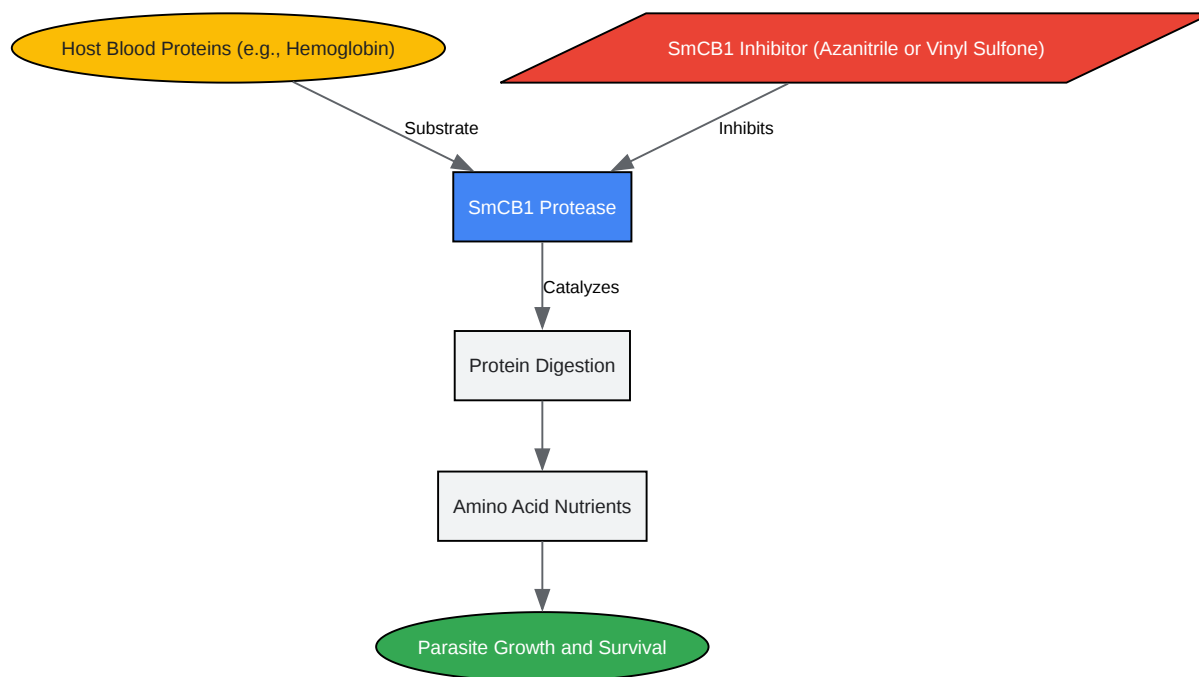 Host Blood Proteins (e.g., Hemoglobin)
SmCB1 Inhibitor (Azanitrile or Vinyl Sulfone)
Substrate
Inhibits
SmCB1 Protease
Catalyzes
Protein Digestion
Amino Acid Nutrients
Parasite Growth and Survival